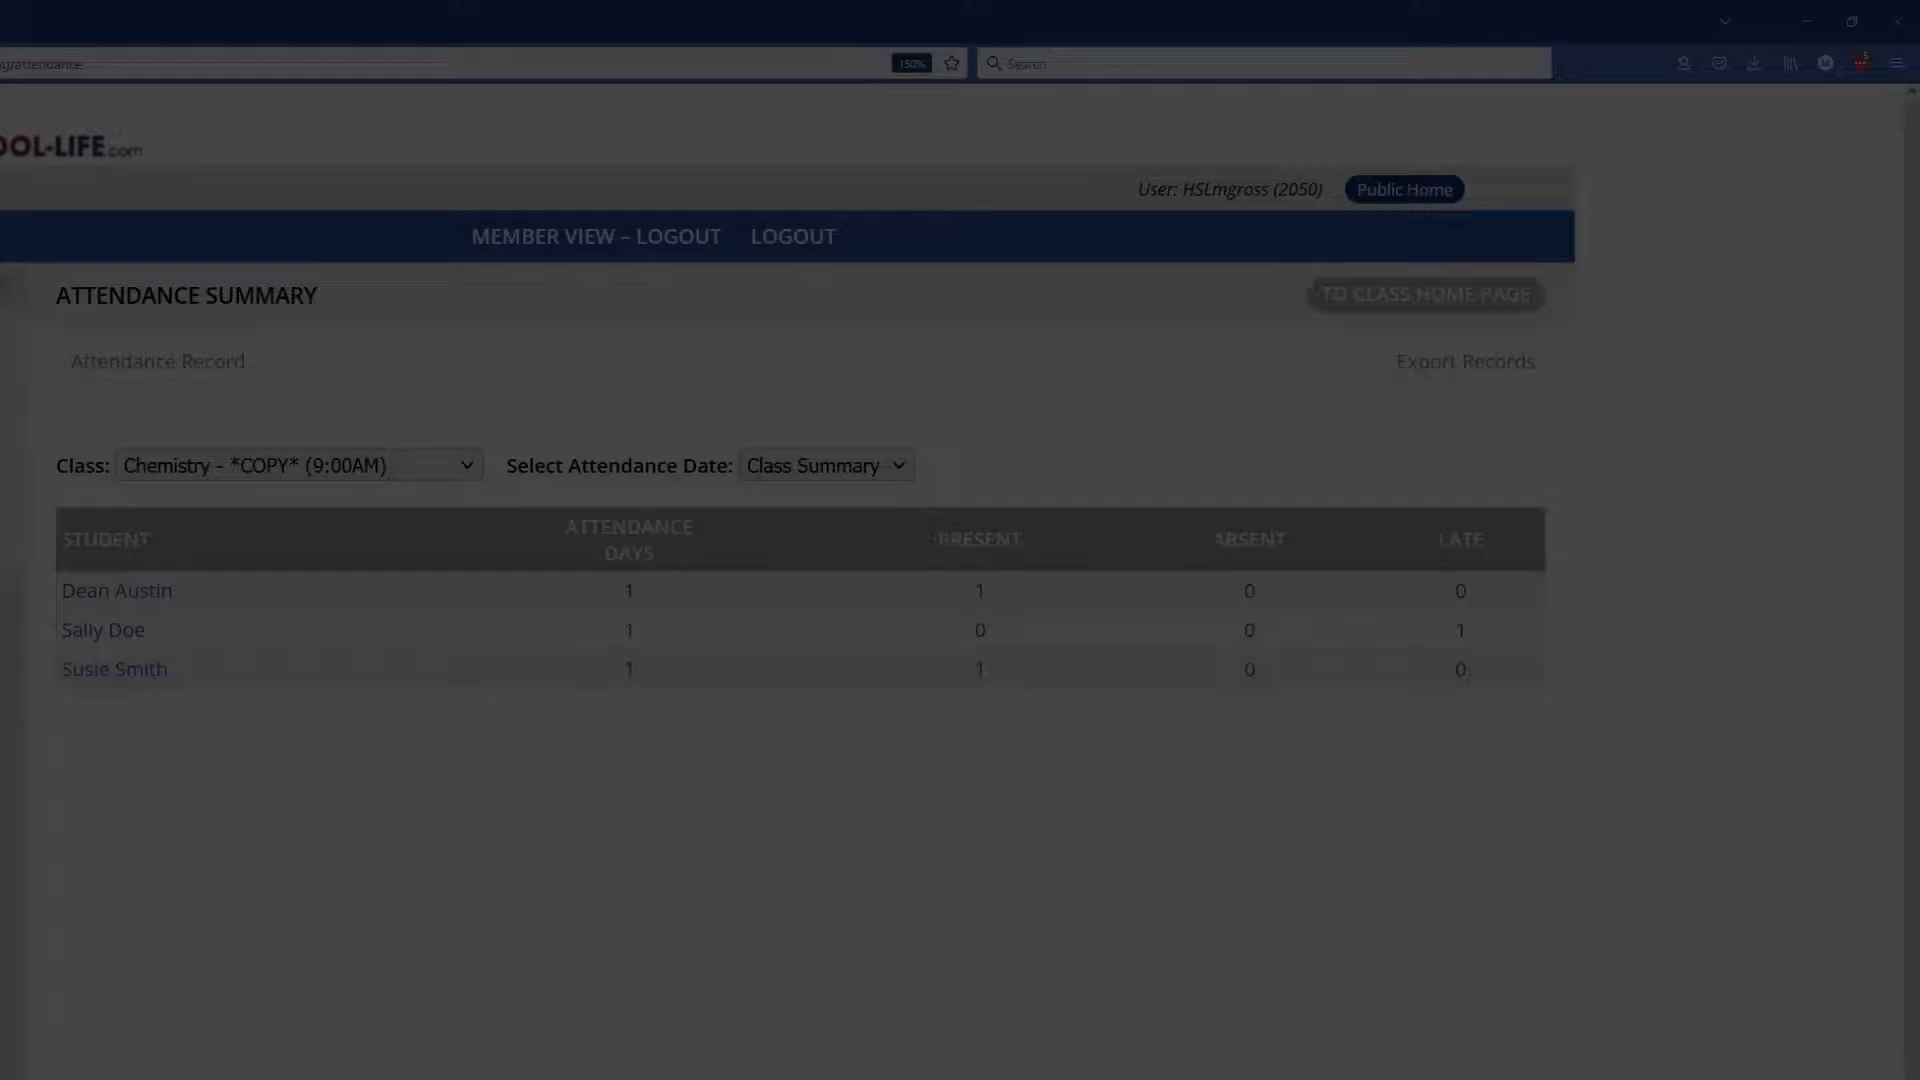 g/attendance
150%
Search
5
OOL-LIFE.com
User: HSLmgross (2050)
Public Home
MEMBER VIEW – LOGOUT
LOGOUT
ATTENDANCE SUMMARY
TO CLASS HOME PAGE
Attendance Record
Export Records
Class: Chemistry - *COPY* (9:00AM)
Select Attendance Date: Class Summary
STUDENT ATTENDANCE DAYS PRESENT ABSENT LATE
Dean Austin 1 1 0 0
Sally Doe 1 0 0 1
Susie Smith 1 1 0 0